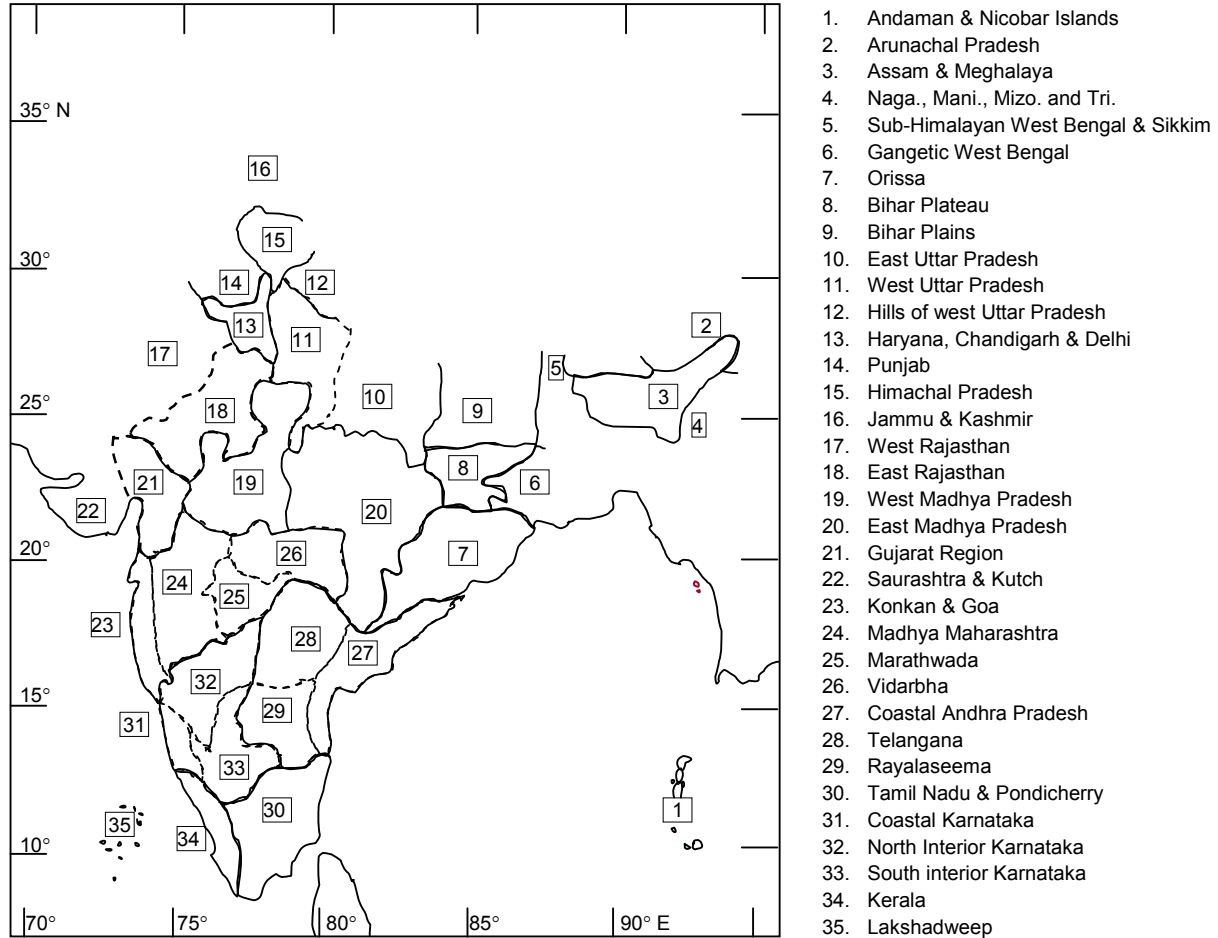 35° N
16
15
30°
14
12
13
11
2
17
5
10
3
25°
18
9
4
8
21
19
6
22
20
20°
26
7
24
25
23
28
27
32
15°
29
31
33
30
1
35
34
10°
70°
75°
80°
85°
90° E
1. Andaman & Nicobar Islands
2. Arunachal Pradesh
3. Assam & Meghalaya
4. Naga., Mani., Mizo. and Tri.
5. Sub-Himalayan West Bengal & Sikkim
6. Gangetic West Bengal
7. Orissa
8. Bihar Plateau
9. Bihar Plains
10. East Uttar Pradesh
11. West Uttar Pradesh
12. Hills of west Uttar Pradesh
13. Haryana, Chandigarh & Delhi
14. Punjab
15. Himachal Pradesh
16. Jammu & Kashmir
17. West Rajasthan
18. East Rajasthan
19. West Madhya Pradesh
20. East Madhya Pradesh
21. Gujarat Region
22. Saurashtra & Kutch
23. Konkan & Goa
24. Madhya Maharashtra
25. Marathwada
26. Vidarbha
27. Coastal Andhra Pradesh
28. Telangana
29. Rayalaseema
30. Tamil Nadu & Pondicherry
31. Coastal Karnataka
32. North Interior Karnataka
33. South interior Karnataka
34. Kerala
35. Lakshadweep